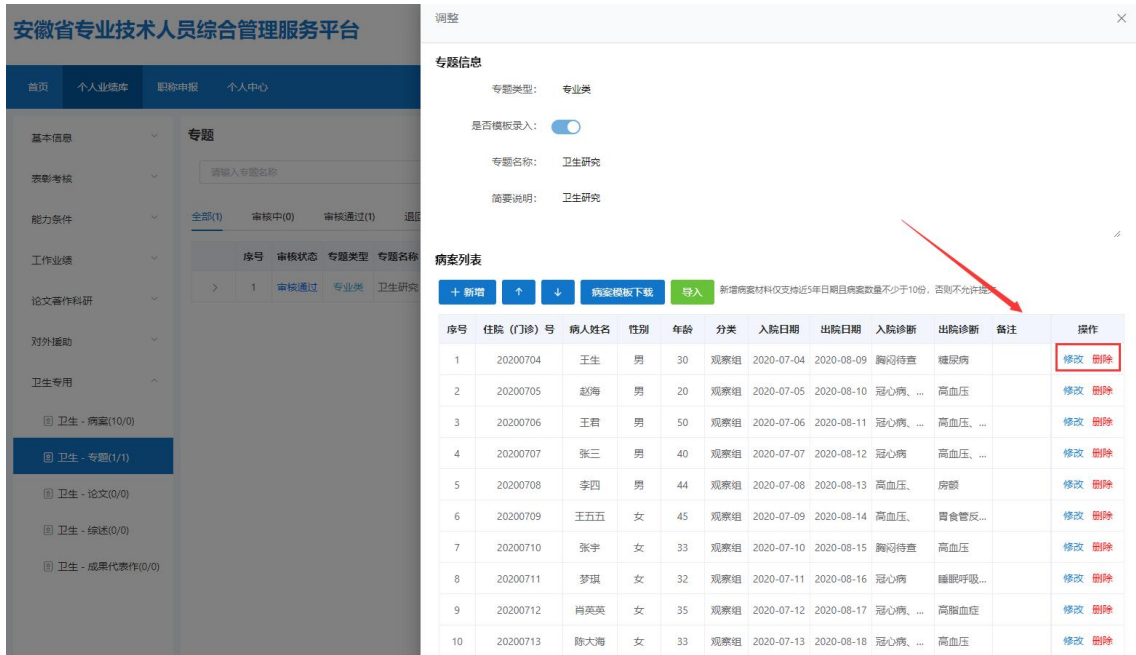 安徽省专业技术人员综合管理服务平台
首页 个人业绩库 职称申报 个人中心
基本信息
表彰考核
能力条件
工作业绩
论文著作科研
对外援助
卫生专用
卫生 - 病案(10/0)
卫生 - 专题(1/1)
卫生 - 论文(0/0)
卫生 - 综述(0/0)
卫生 - 成果代表作(0/0)
专题
请输入专题名称
全部(1) 审核中(0) 审核通过(1) 退回
序号 审核状态 专题类型 专题名称
1 审核通过 专业类 卫生研究
调整
专题信息
专题类型: 专业类
是否模板录入:
专题名称: 卫生研究
简要说明: 卫生研究
病案列表
+ 新增 ↑ ↓ 病案模板下载 导入 新增病案材料仅支持近5年日期且病案数量不少于10份，否则不允许提交
序号 住院（门诊）号 病人姓名 性别 年龄 分类 入院日期 出院日期 入院诊断 出院诊断 备注 操作
1 20200704 王生 男 30 观察组 2020-07-04 2020-08-09 胸闷待查 糖尿病 修改 删除
2 20200705 赵海 男 20 观察组 2020-07-05 2020-08-10 冠心病、... 高血压 修改 删除
3 20200706 王君 男 50 观察组 2020-07-06 2020-08-11 冠心病、... 高血压、... 修改 删除
4 20200707 张三 男 40 观察组 2020-07-07 2020-08-12 冠心病 高血压、... 修改 删除
5 20200708 李四 男 44 观察组 2020-07-08 2020-08-13 高血压、 房颤 修改 删除
6 20200709 王五五 女 45 观察组 2020-07-09 2020-08-14 高血压、 胃食管反... 修改 删除
7 20200710 张宇 女 33 观察组 2020-07-10 2020-08-15 胸闷待查 高血压 修改 删除
8 20200711 梦琪 女 32 观察组 2020-07-11 2020-08-16 冠心病 睡眠呼吸... 修改 删除
9 20200712 肖英英 女 35 观察组 2020-07-12 2020-08-17 冠心病、... 高脂血症 修改 删除
10 20200713 陈大海 女 33 观察组 2020-07-13 2020-08-18 冠心病、... 高血压 修改 删除